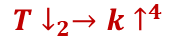 T ↓₂→ k ↑⁴